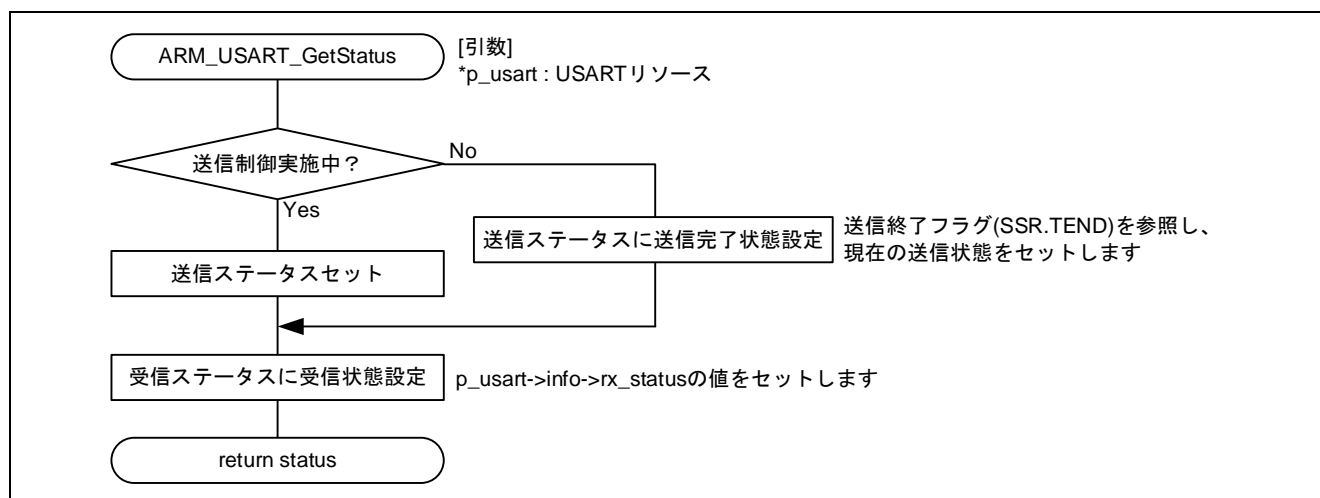 ARM_USART_GetStatus
[引数]
*p_usart : USARTリソース
送信制御実施中？
No
Yes
送信ステータスに送信完了状態設定
送信終了フラグ(SSR.TEND)を参照し、
現在の送信状態をセットします
送信ステータスセット
受信ステータスに受信状態設定
p_usart->info->rx_statusの値をセットします
return status